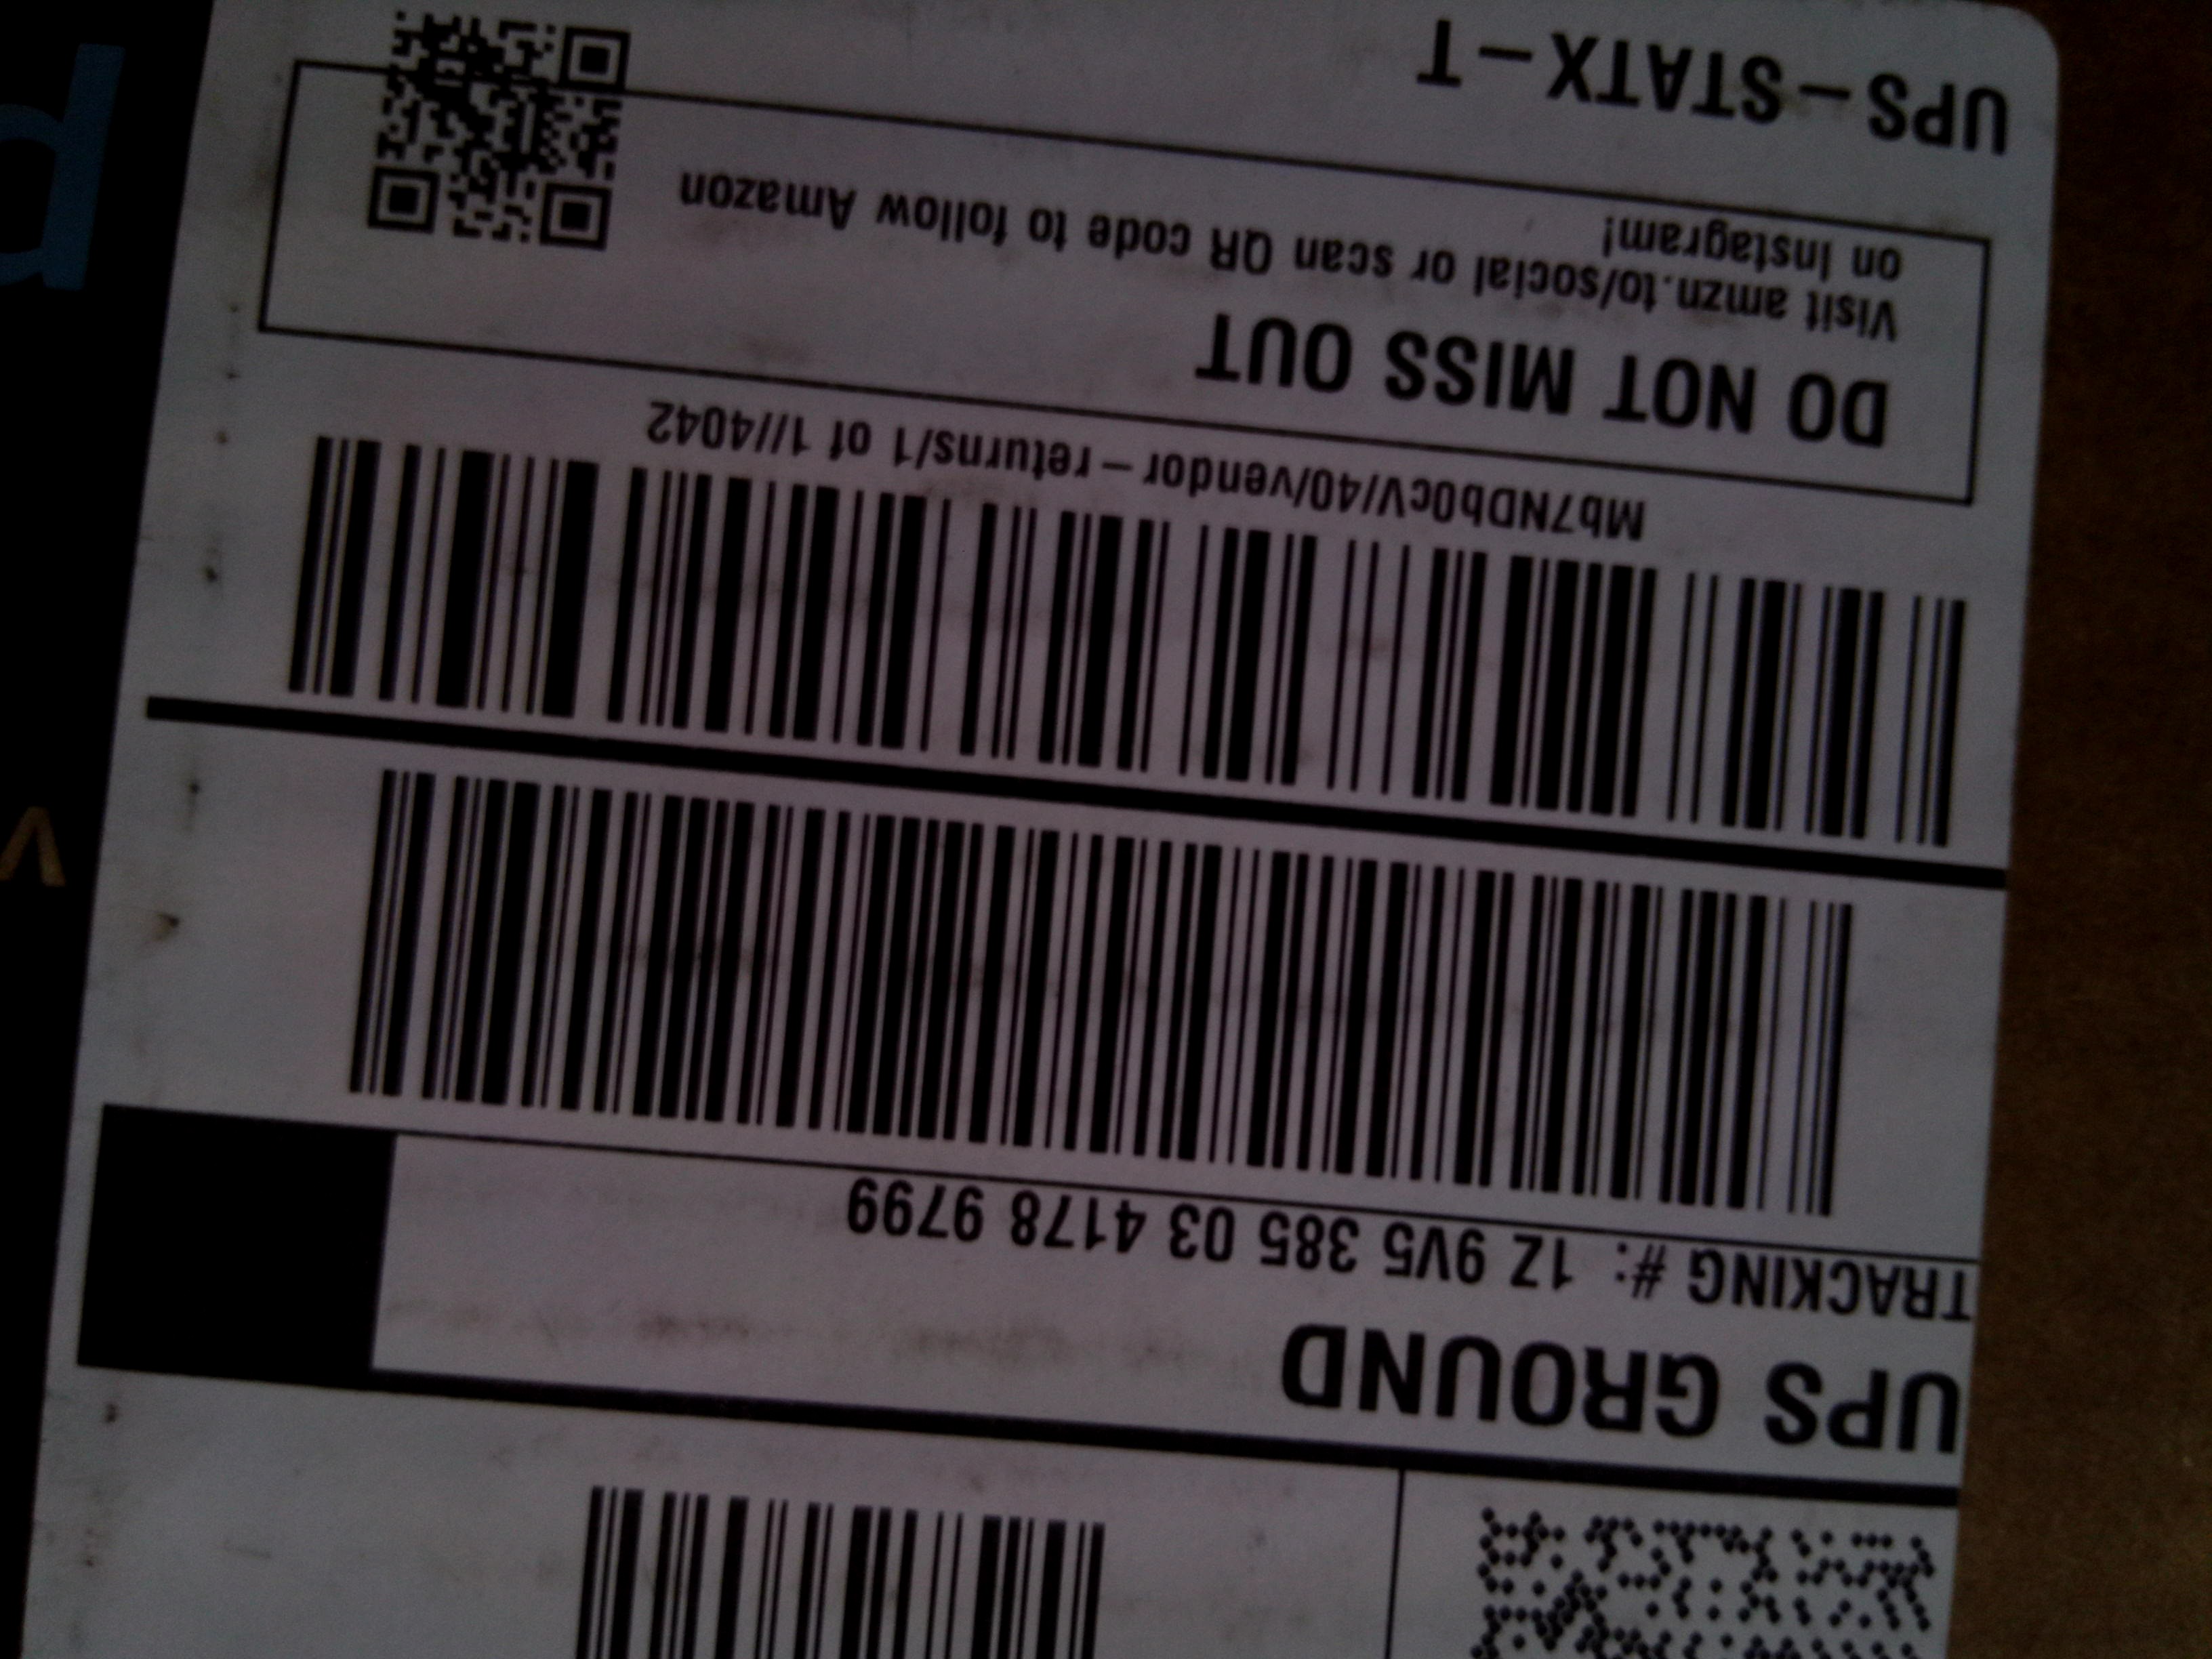 UPS GROUND
TRACKING #: 1Z 9V5 385 03 4178 9799
Mb7NDb0cV/40/vendor-returns/1 of 1//4042
DO NOT MISS OUT
Visit amzn.to/social or scan QR code to follow Amazon
on Instagram!
UPS-STATX-T